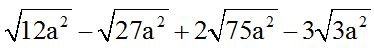 √12a² − √27a² + 2√75a² − 3√3a²